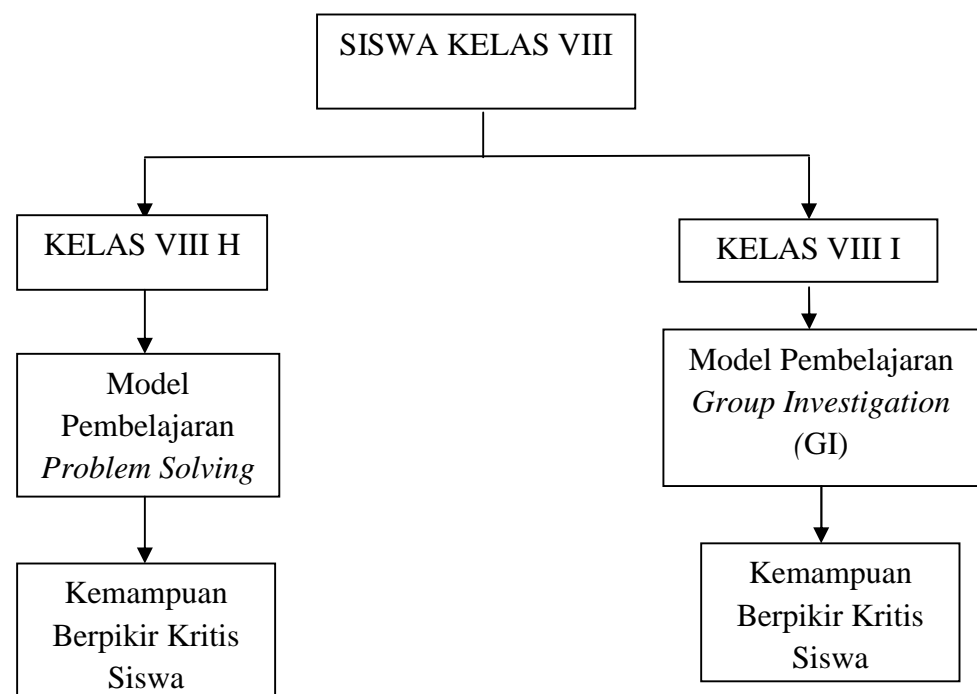 SISWA KELAS VIII
KELAS VIII H
KELAS VIII I
Model
Pembelajaran
Problem Solving
Model Pembelajaran
Group Investigation
(GI)
Kemampuan
Berpikir Kritis
Siswa
Kemampuan
Berpikir Kritis
Siswa